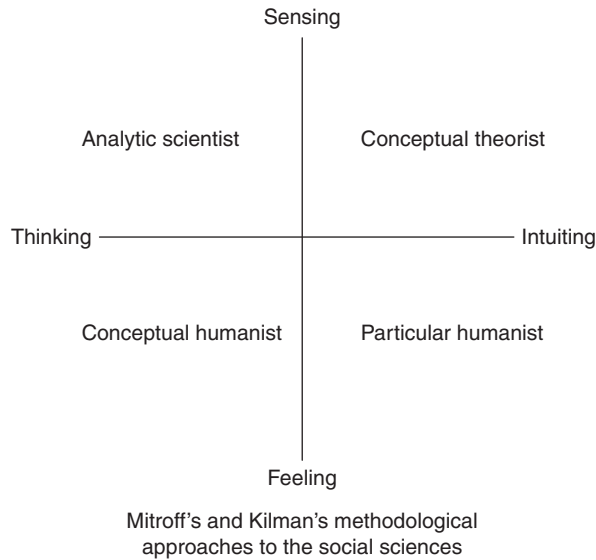 Sensing
Analytic scientist
Conceptual theorist
Thinking
Intuiting
Conceptual humanist
Particular humanist
Feeling
Mitroff's and Kilman's methodological
approaches to the social sciences